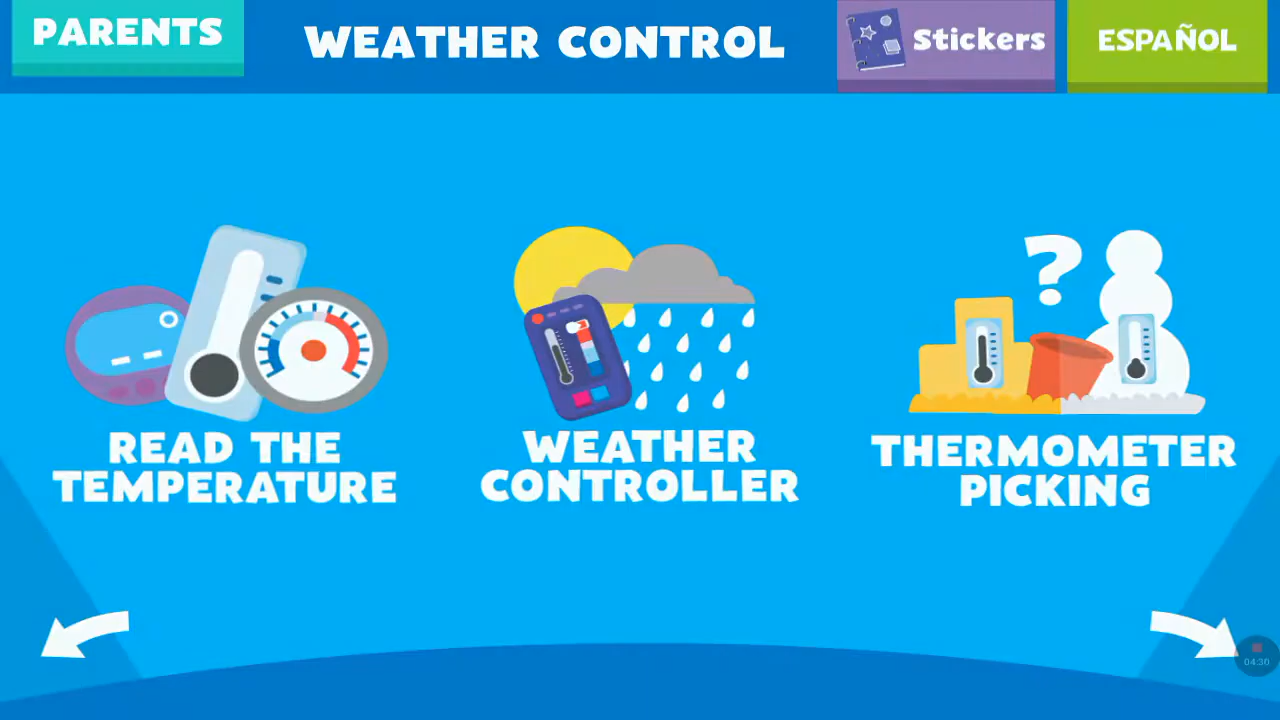 PARENTS
WEATHER CONTROL
Stickers
ESPAÑOL
?
READ THE
TEMPERATURE
WEATHER
CONTROLLER
THERMOMETER
PICKING
04:30